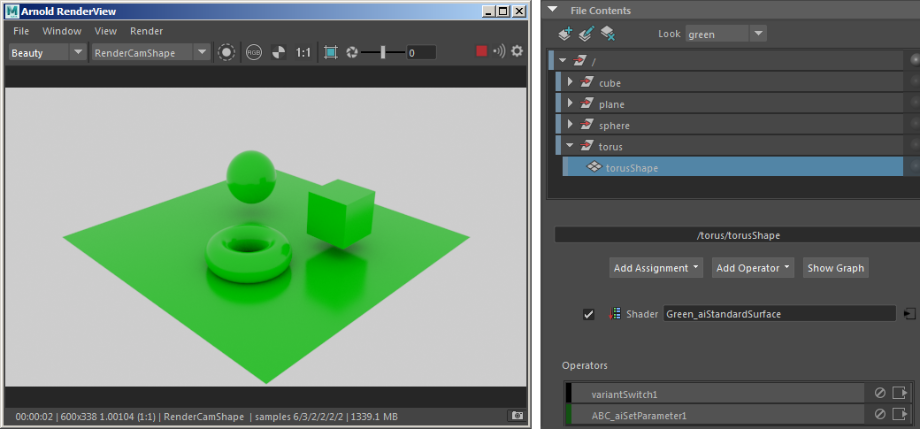 Arnold RenderView
File Window View Render
Beauty RenderCamShape RGB 1:1 0
00:00:02 | 600x338 1.00104 (1:1) | RenderCamShape | samples 6/3/2/2/2/2 | 1339.1 MB
File Contents
Look green
/
cube
plane
sphere
torus
torusShape
/torus/torusShape
Add Assignment Add Operator Show Graph
Shader Green_aiStandardSurface
Operators
variantSwitch1
ABC_aiSetParameter1